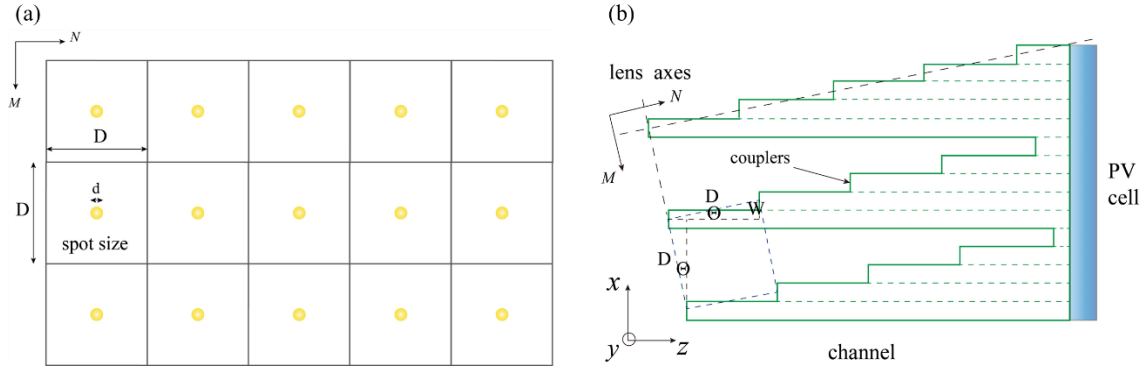 (a)
N
M
D
D
d
spot size
(b)
lens axes
N
M
couplers
D
Θ
W
D
Θ
PV
cell
x
y
z
channel